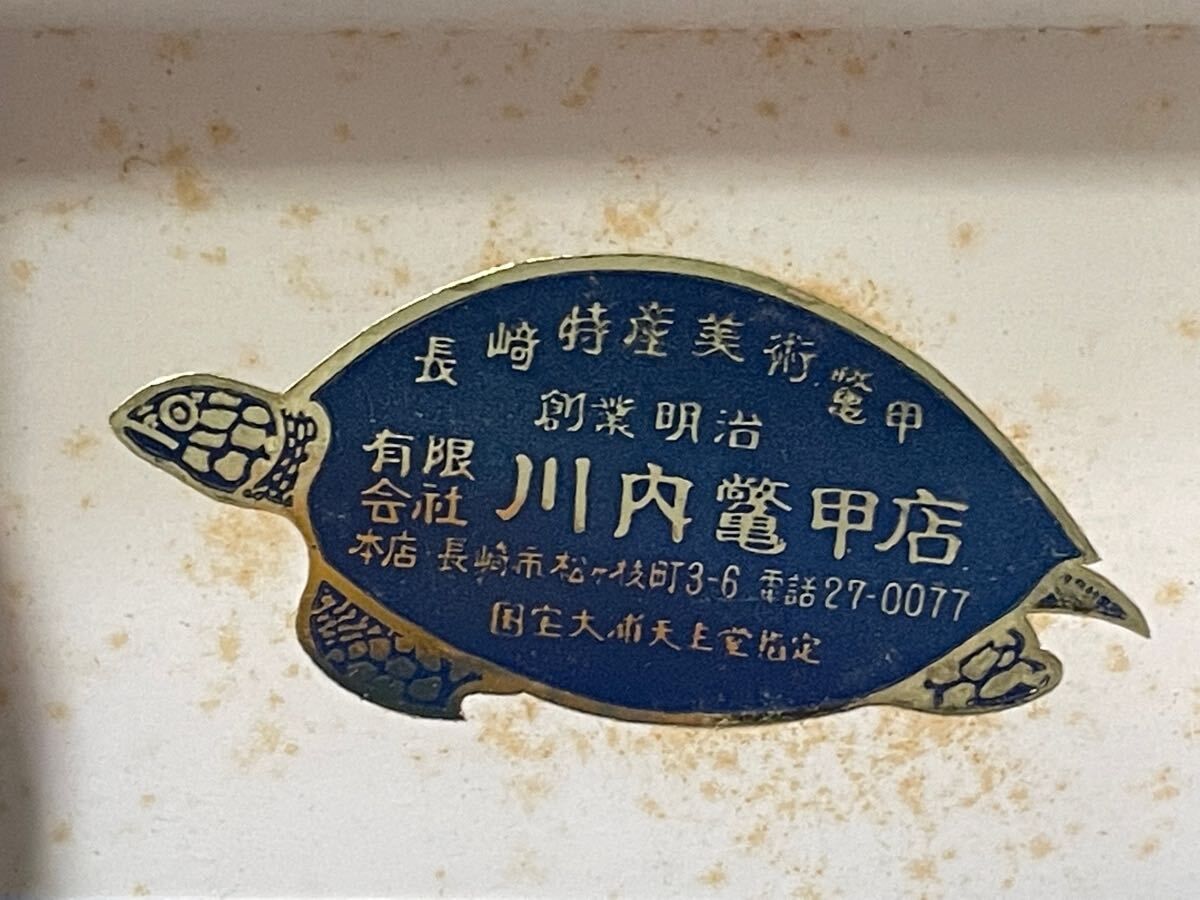 長崎特産美術鼈甲
創業明治
有限会社 川内鼈甲店
本店 長崎市松ヶ枝町3-6 電話27-0077
国宝大浦天主堂指定